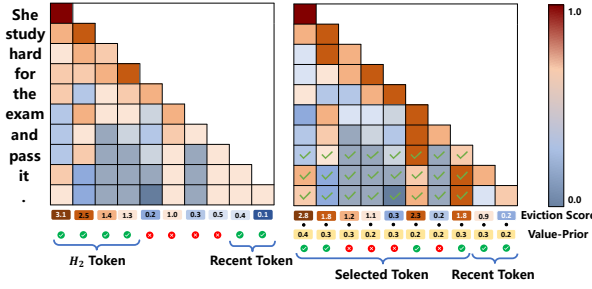 She
study
hard
for
the
exam
and
pass
it
.
1.0
0.0
3.1 2.5 1.4 1.3 0.2 1.0 0.3 0.5 0.4 0.1
2.8 1.8 1.2 1.1 0.3 2.3 0.2 1.8 0.9 0.2 Eviction Score
0.4 0.3 0.3 0.2 0.3 0.2 0.2 0.3 0.3 0.2 Value-Prior
H2 Token Recent Token
Selected Token Recent Token